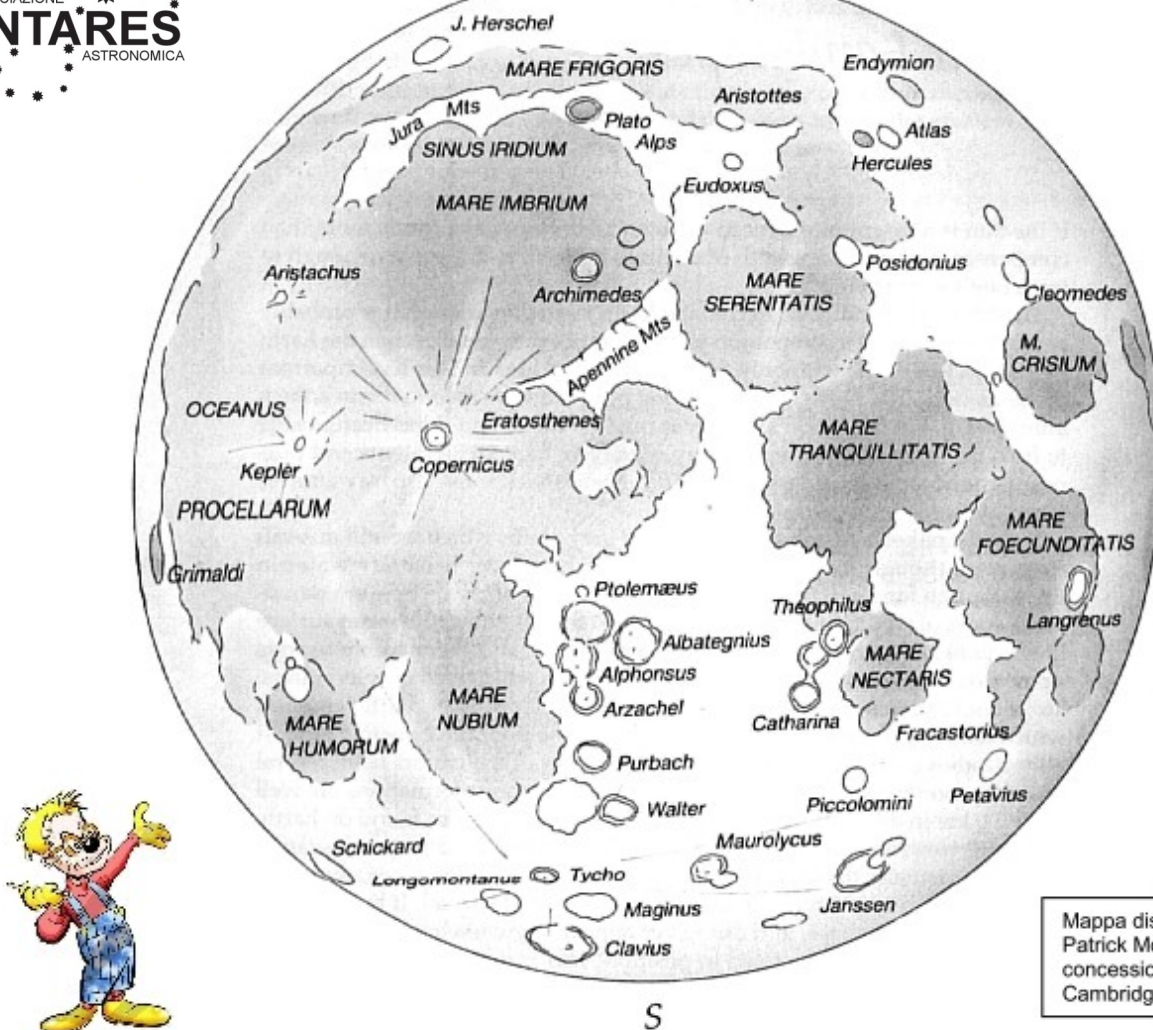 NTARES
ASTRONOMICA
J. Herschel
MARE FRIGORIS
Endymion
Aristottes
Jura Mts
Plato
Atlas
Alps
Hercules
SINUS IRIDIUM
Eudoxus
MARE IMBRIUM
Posidonius
Aristachus
MARE
SERENITATIS
Archimedes
Cleomedes
Apennine Mts
M.
CRISIUM
OCEANUS
Eratosthenes
MARE
TRANQUILLITATIS
Kepler
Copernicus
PROCELLARUM
MARE
FOECUNDITATIS
Grimaldi
Ptolemæus
Theophilus
Langrenus
Albategnius
MARE
NECTARIS
Alphonsus
MARE
NUBIUM
Arzachel
Catharina
MARE
HUMORUM
Fracastorius
Purbach
Piccolomini
Petavius
Walter
Maurolycus
Schickard
Longomontanus
Tycho
Janssen
Maginus
Clavius
Mappa dis
Patrick Mo
concessio
Cambridg
S